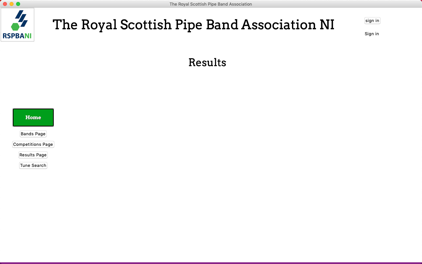 The Royal Scottish Pipe Band Association
RSPBANI
The Royal Scottish Pipe Band Association NI
sign in
Sign in
Results
Home
Bands Page
Competitions Page
Results Page
Tune Search